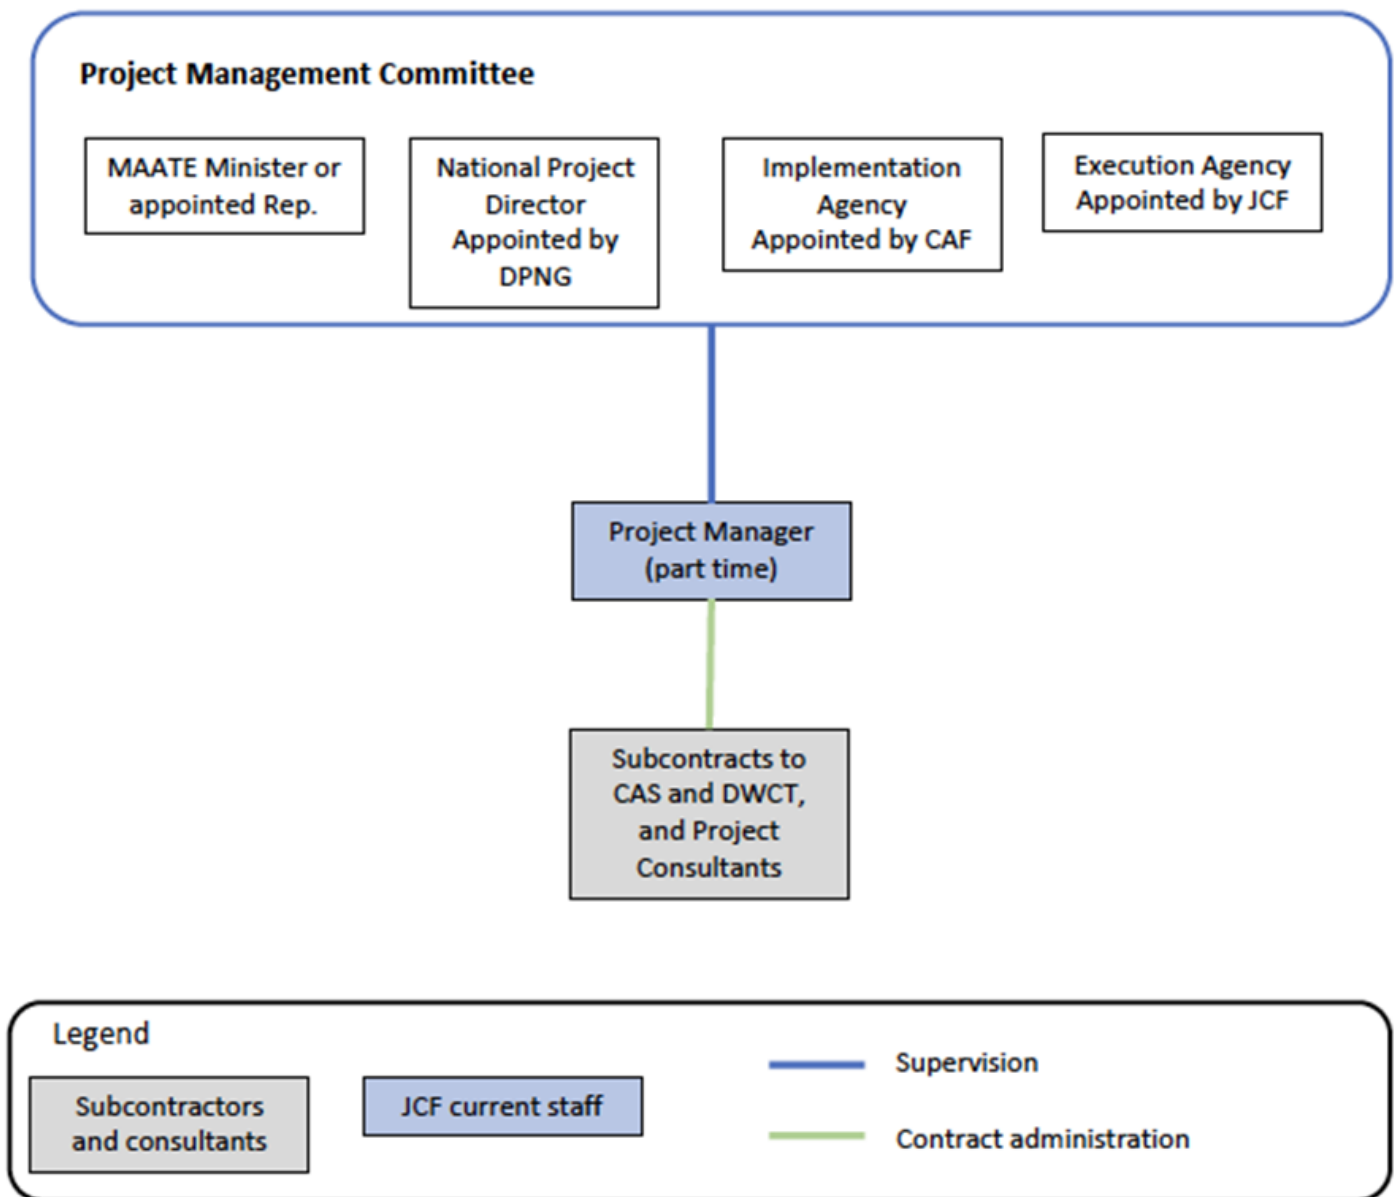 Project Management Committee
MAATE Minister or
appointed Rep.
National Project
Director
Appointed by
DPNG
Implementation
Agency
Appointed by CAF
Execution Agency
Appointed by JCF
Project Manager
(part time)
Subcontracts to
CAS and DWCT,
and Project
Consultants
Legend
Subcontractors
and consultants
JCF current staff
Supervision
Contract administration